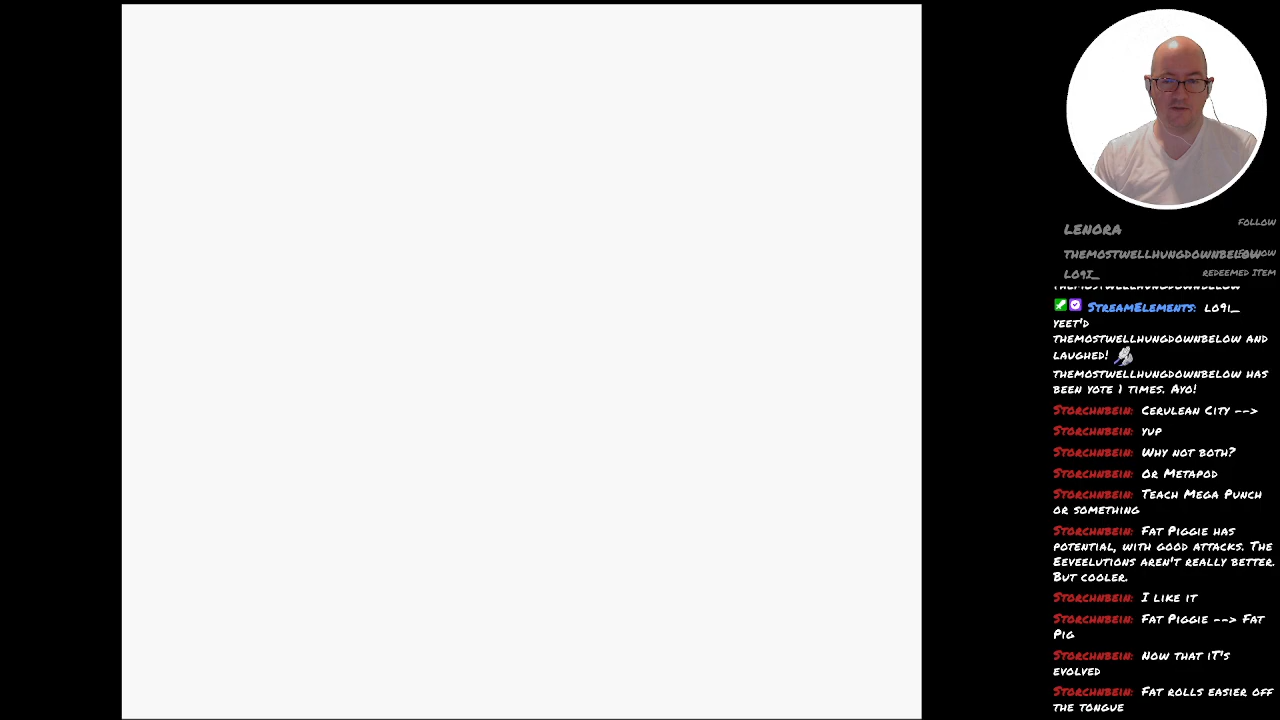 LENORA
FOLLOW
THEMOSTWELLHUNGDOWNBELOW
LO9I_
REDEEMED ITEM
THEMOSTWELLHUNGDOWNBELOW
STREAMELEMENTS: LO9I_
YEET'D
THEMOSTWELLHUNGDOWNBELOW AND
LAUGHED!
THEMOSTWELLHUNGDOWNBELOW HAS
BEEN YOTE 1 TIMES. AYO!
STORCHNBEIN: CERULEAN CITY -->
STORCHNBEIN: YUP
STORCHNBEIN: WHY NOT BOTH?
STORCHNBEIN: OR METAPOD
STORCHNBEIN: TEACH MEGA PUNCH
OR SOMETHING
STORCHNBEIN: FAT PIGGIE HAS
POTENTIAL, WITH GOOD ATTACKS. THE
EEVEELUTIONS AREN'T REALLY BETTER.
BUT COOLER.
STORCHNBEIN: I LIKE IT
STORCHNBEIN: FAT PIGGIE --> FAT
PIG
STORCHNBEIN: NOW THAT IT'S
EVOLVED
STORCHNBEIN: FAT ROLLS EASIER OFF
THE TONGUE